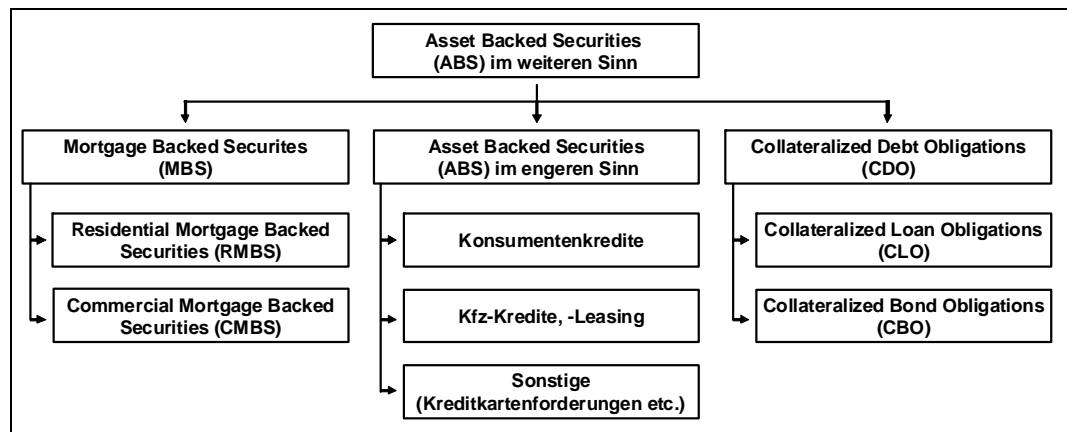 Asset Backed Securities
(ABS) im weiteren Sinn
Mortgage Backed Securites
(MBS)
Asset Backed Securities
(ABS) im engeren Sinn
Collateralized Debt Obligations
(CDO)
Residential Mortgage Backed
Securities (RMBS)
Konsumentenkredite
Collateralized Loan Obligations
(CLO)
Commercial Mortgage Backed
Securities (CMBS)
Kfz-Kredite, -Leasing
Collateralized Bond Obligations
(CBO)
Sonstige
(Kreditkartenforderungen etc.)